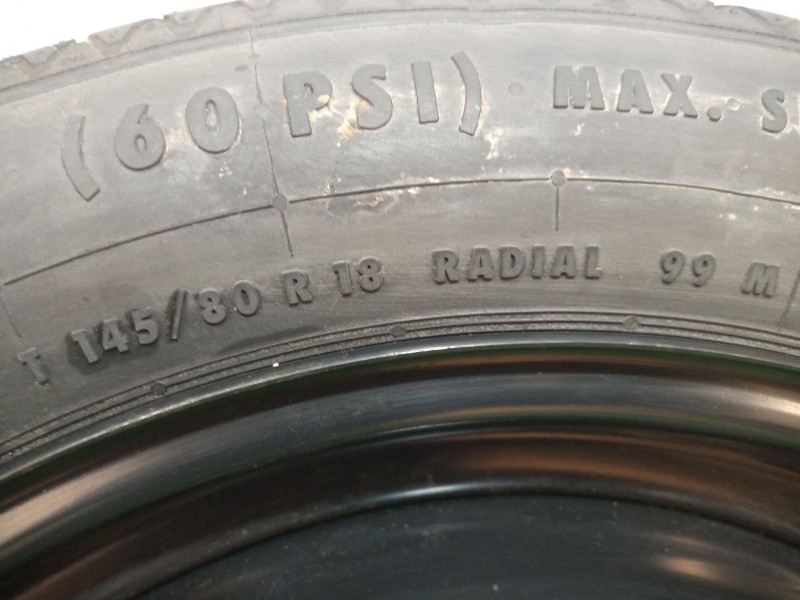 (60 PSI) MAX. S
T 145/80 R 18 RADIAL 99 M